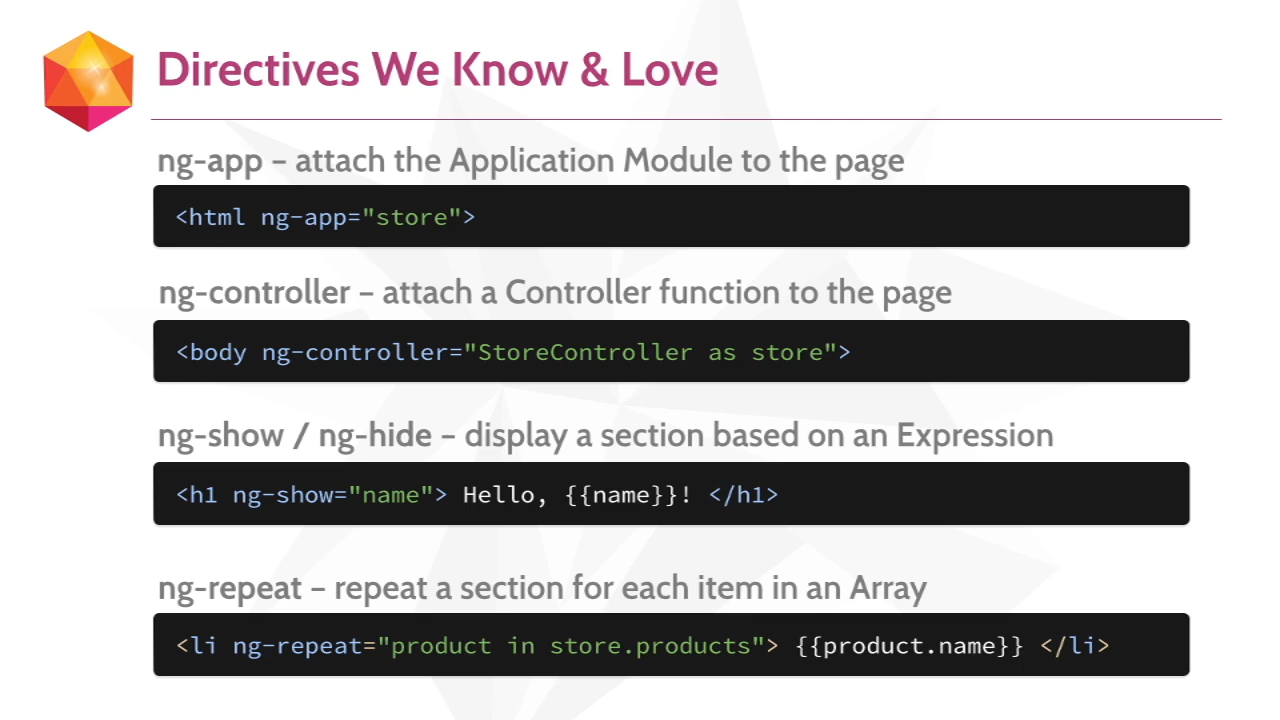 Directives We Know & Love
ng-app – attach the Application Module to the page
<html ng-app="store">
ng-controller – attach a Controller function to the page
<body ng-controller="StoreController as store">
ng-show / ng-hide – display a section based on an Expression
<h1 ng-show="name"> Hello, {{name}}! </h1>
ng-repeat – repeat a section for each item in an Array
<li ng-repeat="product in store.products"> {{product.name}} </li>